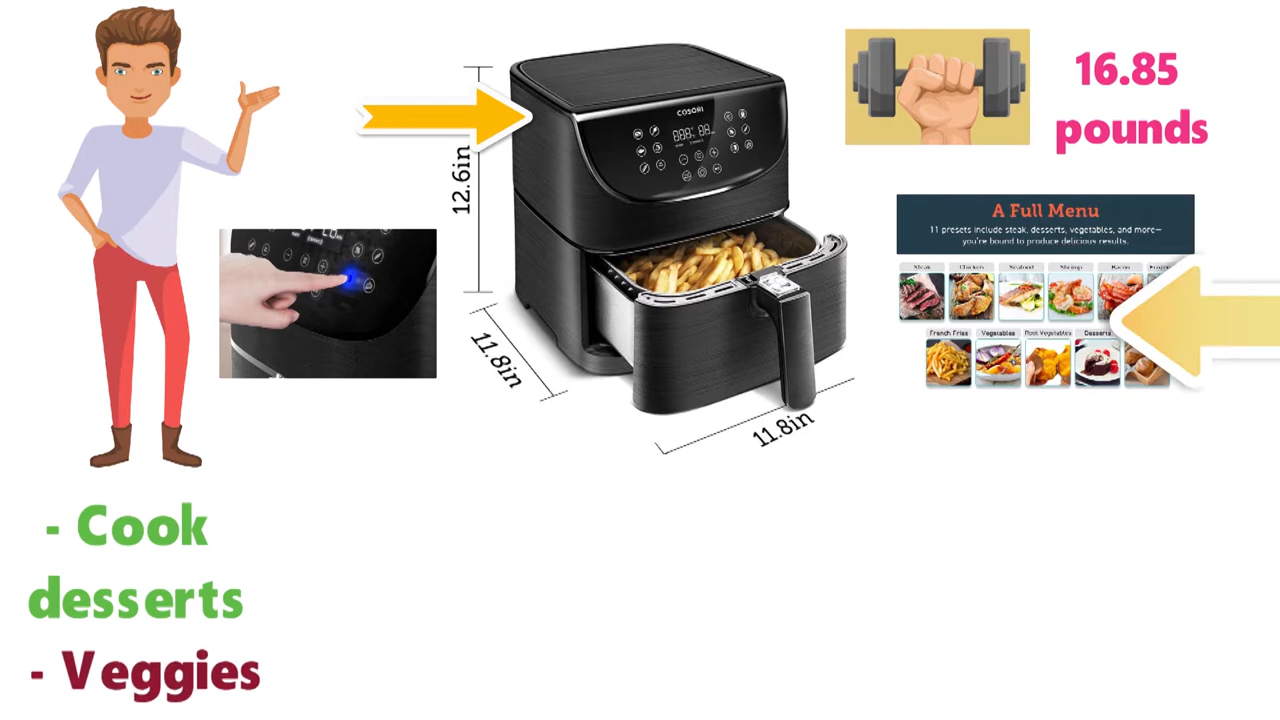 COSORI
16.85
pounds
12.6in
11.8in
11.8in
A Full Menu
11 presets include steak, desserts, vegetables, and more—
you're bound to produce delicious results.
Steak Chicken Seafood Shrimp Bacon Frozen
French Fries Vegetables Root Vegetables Desserts
- Cook
desserts
- Veggies